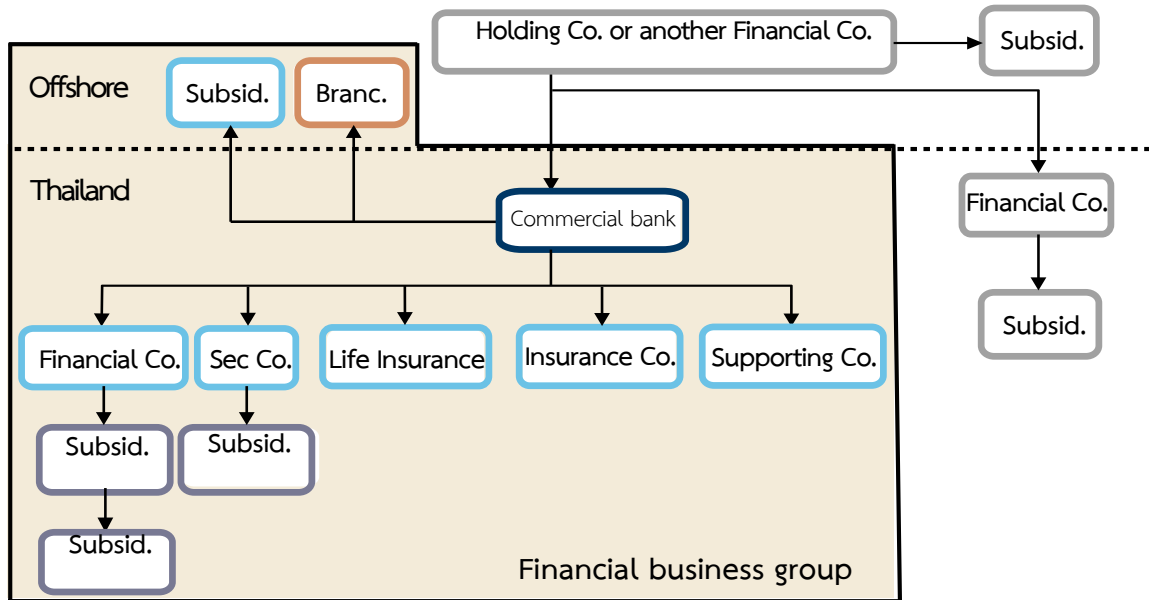 Holding Co. or another Financial Co.
Subsid.
Offshore
Subsid.
Branc.
Thailand
Commercial bank
Financial Co.
Subsid.
Financial Co.
Sec Co.
Life Insurance
Insurance Co.
Supporting Co.
Subsid.
Subsid.
Subsid.
Financial business group